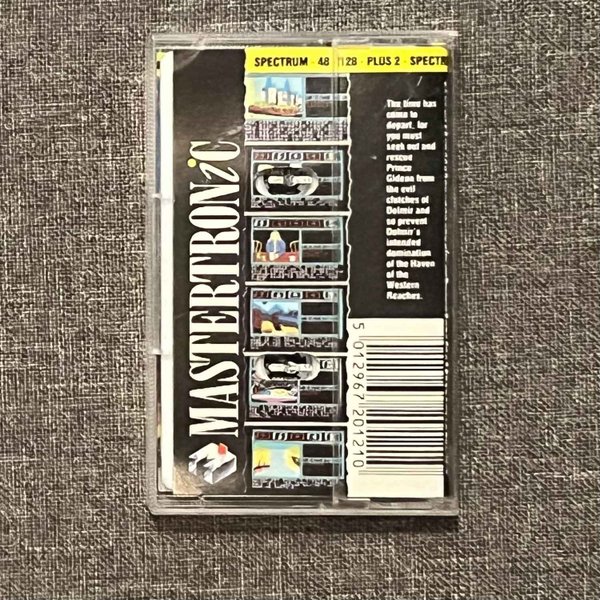 SPECTRUM - 48 128 - PLUS 2 - SPECTR
MASTERTRONiC
The time has
come to
depart, for
you must
seek out and
rescue
Prince
Gideon from
the evil
clutches of
Dolmir and
so prevent
Dolmir's
intended
domination
of the Haven
of the
Western
Reaches.
5 012967 201210